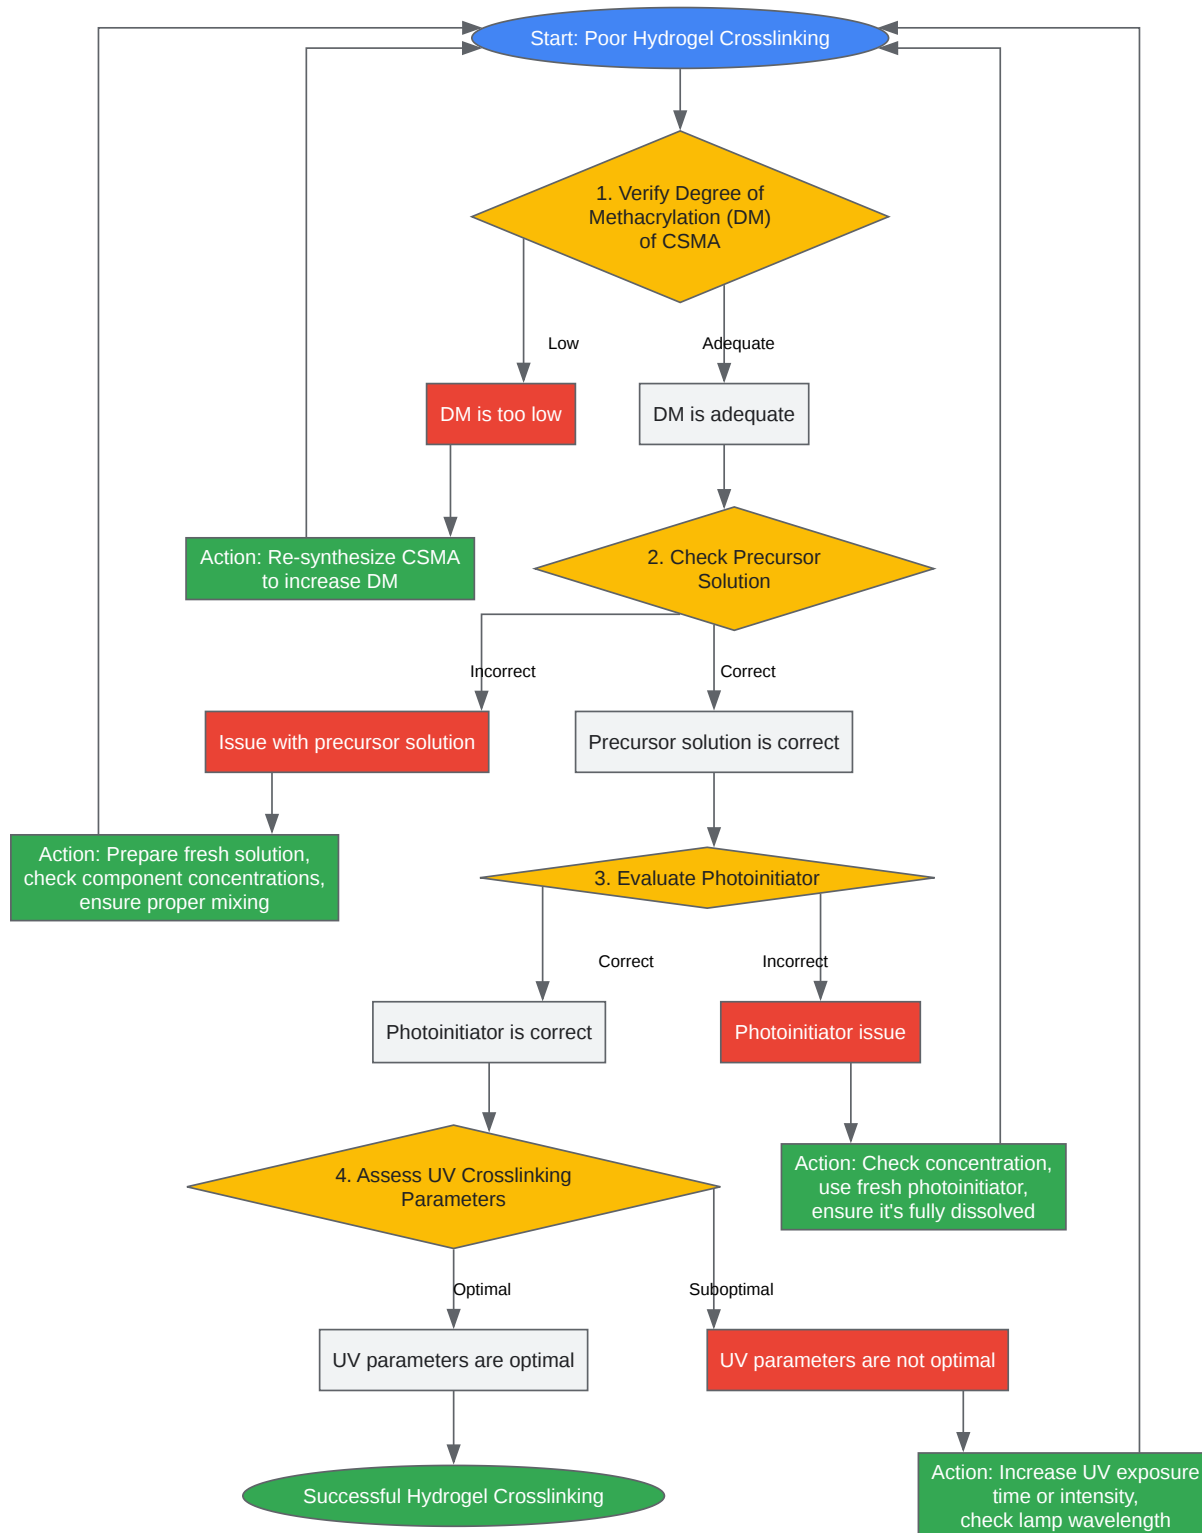 Start: Poor Hydrogel Crosslinking
1. Verify Degree of
Methacrylation (DM)
of CSMA
Low
Adequate
DM is too low
DM is adequate
Action: Re-synthesize CSMA
to increase DM
2. Check Precursor
Solution
Incorrect
Correct
Issue with precursor solution
Precursor solution is correct
Action: Prepare fresh solution,
check component concentrations,
ensure proper mixing
3. Evaluate Photoinitiator
Correct
Incorrect
Photoinitiator is correct
Photoinitiator issue
4. Assess UV Crosslinking
Parameters
Action: Check concentration,
use fresh photoinitiator,
ensure it's fully dissolved
Optimal
Suboptimal
UV parameters are optimal
UV parameters are not optimal
Successful Hydrogel Crosslinking
Action: Increase UV exposure
time or intensity,
check lamp wavelength